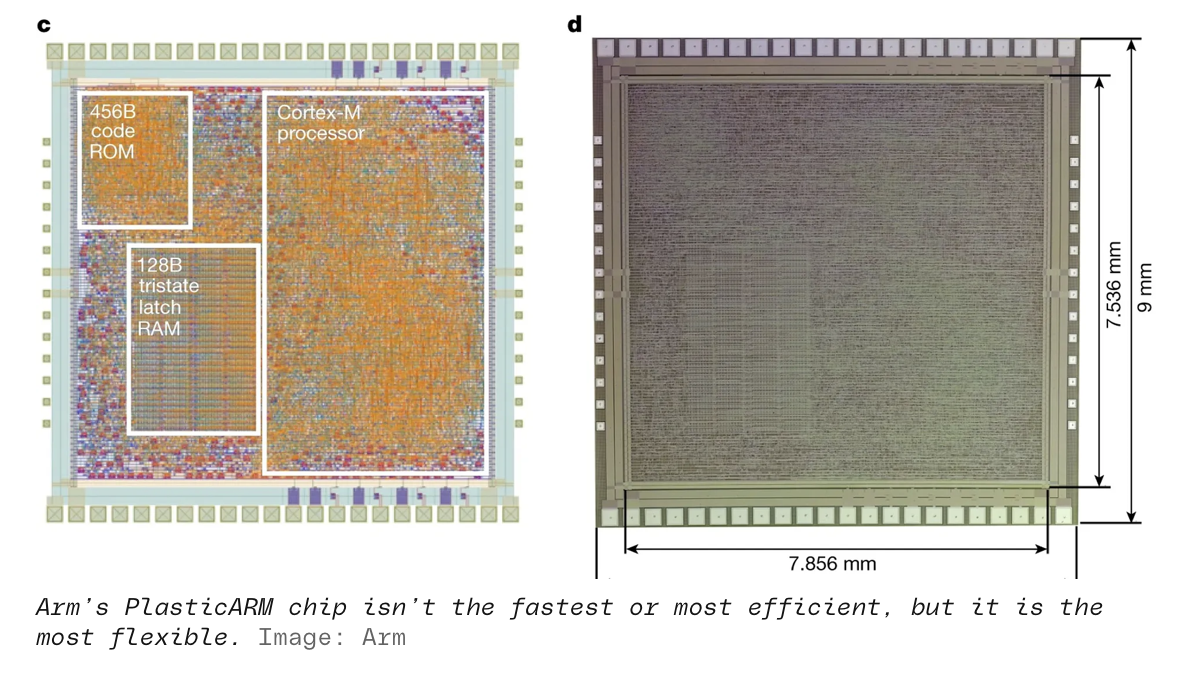 c
d
456B
code
ROM
Cortex-M
processor
128B
tristate
latch
RAM
7.536 mm
9 mm
7.856 mm
Arm's PlasticARM chip isn't the fastest or most efficient, but it is the
most flexible. Image: Arm